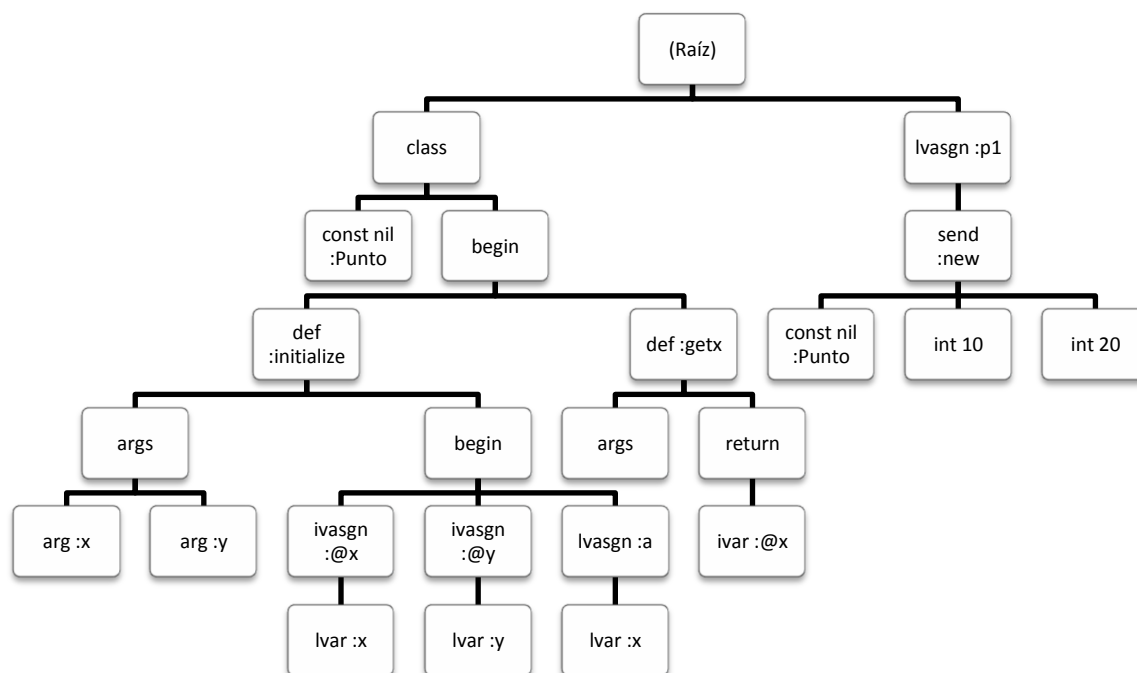 (Raíz)
class
lvasgn :p1
const nil
:Punto
begin
send
:new
def
:initialize
def :getx
const nil
:Punto
int 10
int 20
args
begin
args
return
arg :x
arg :y
ivasgn
:@x
ivasgn
:@y
lvasgn :a
ivar :@x
lvar :x
lvar :y
lvar :x